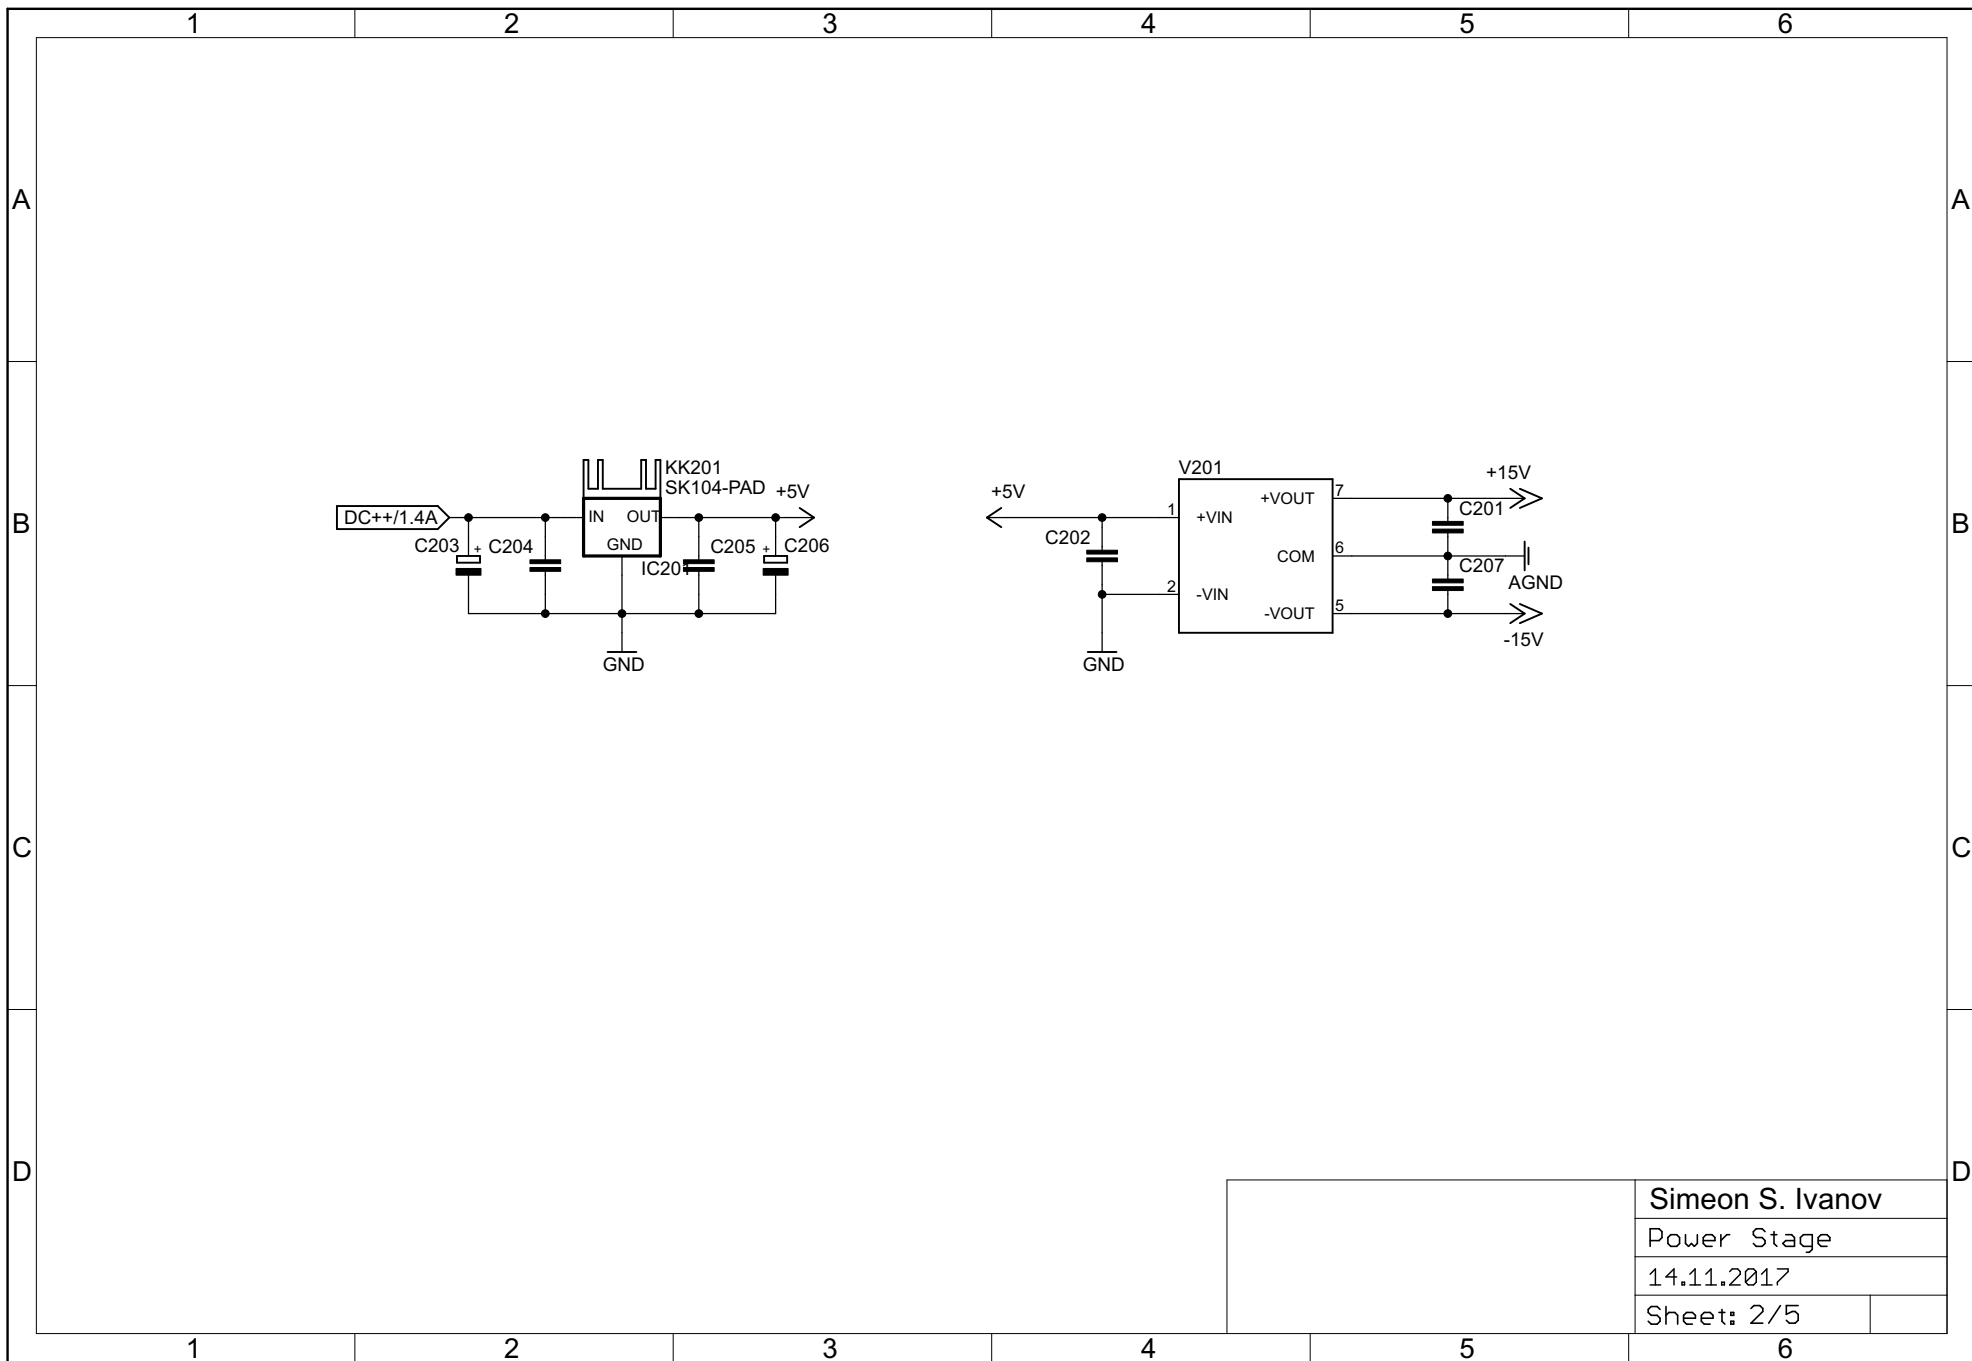 1 2 3 4 5 6
A A
KK201
SK104-PAD
+5V
DC++/1.4A
IN OUT
GND
C203 + C204
IC201
C205 + C206
GND
B B
+5V
C202
V201
1 +VIN
2 -VIN
+VOUT 7
COM 6
-VOUT 5
+15V
C201
C207
AGND
-15V
GND
C C
D D
Simeon S. Ivanov
Power Stage
14.11.2017
Sheet: 2/5
1 2 3 4 5 6